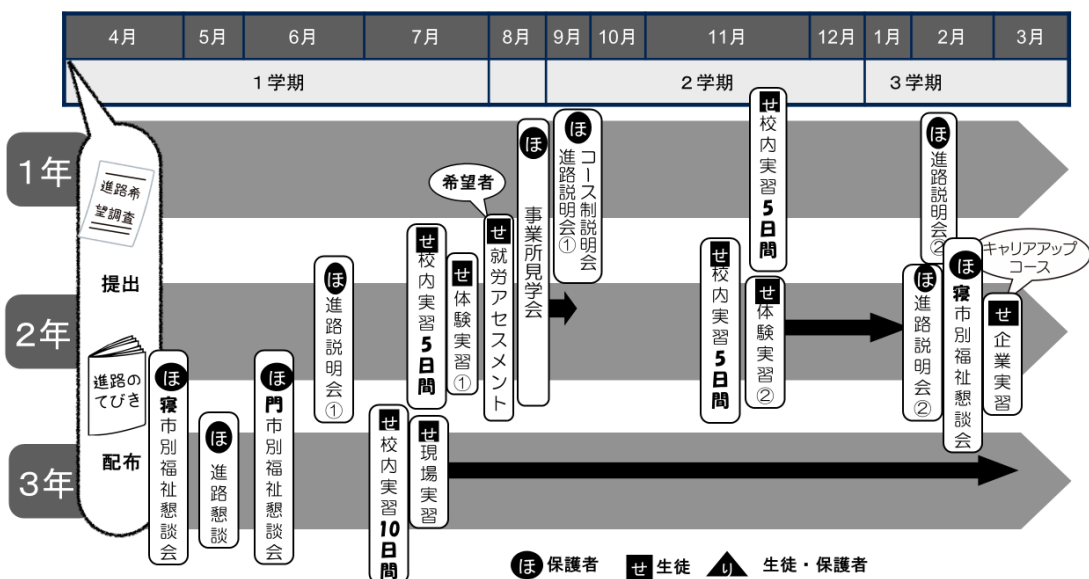 4月 5月 6月 7月 8月 9月 10月 11月 12月 1月 2月 3月
1学期 2学期 3学期
1年
2年
3年
進路希
望調査
提出
進路の
てびき
配布
ほ 寝市別福祉懇談会
ほ 進路懇談
ほ 門市別福祉懇談会
ほ 進路説明会①
せ 校内実習10日間
せ 校内実習5日間
せ 現場実習
せ 体験実習①
希望者
せ 就労アセスメント
ほ 事業所見学会
ほ コース制説明会
進路説明会①
せ 校内実習5日間
せ 校内実習5日間
せ 体験実習②
ほ 進路説明会②
ほ 進路説明会②
ほ 寝市別福祉懇談会
キャリアアップ
コース
せ 企業実習
ほ 保護者 せ 生徒 り 生徒・保護者